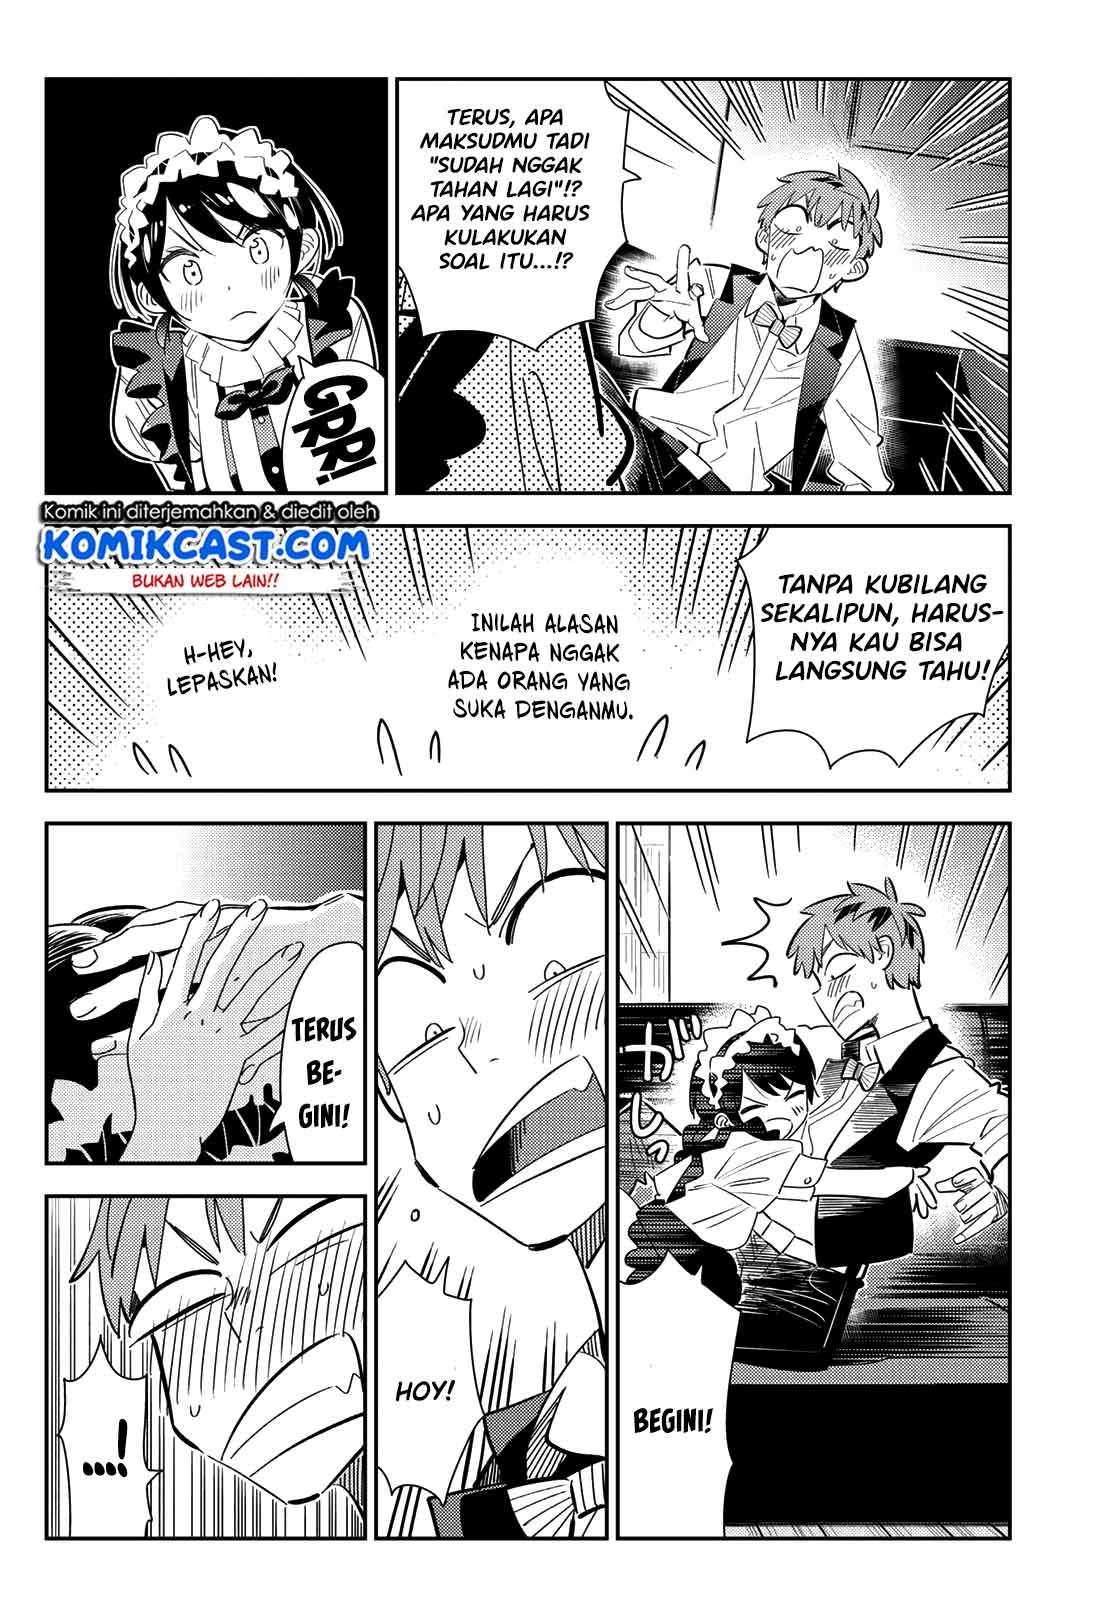 TERUS, APA
MAKSUDMU TADI
"SUDAH NGGAK
TAHAN LAGI"!?
APA YANG HARUS
KULAKUKAN
SOAL ITU...!?
GRR!
Komik ini diterjemahkan & diedit oleh
KOMIKCAST.COM
BUKAN WEB LAIN!!
TANPA KUBILANG
SEKALIPUN, HARUS-
NYA KAU BISA
LANGSUNG TAHU!
INILAH ALASAN
KENAPA NGGAK
ADA ORANG YANG
SUKA DENGANMU.
H-HEY,
LEPASKAN!
BEGINI!
HOY!
TERUS
BE-
GINI!
....!